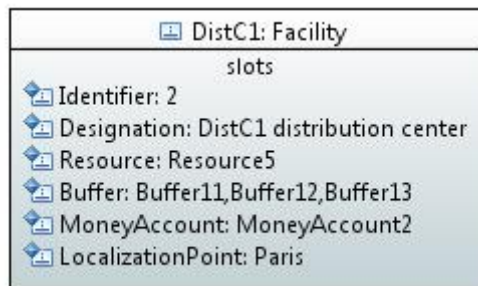 DistC1: Facility
slots
Identifier: 2
Designation: DistC1 distribution center
Resource: Resource5
Buffer: Buffer11,Buffer12,Buffer13
MoneyAccount: MoneyAccount2
LocalizationPoint: Paris